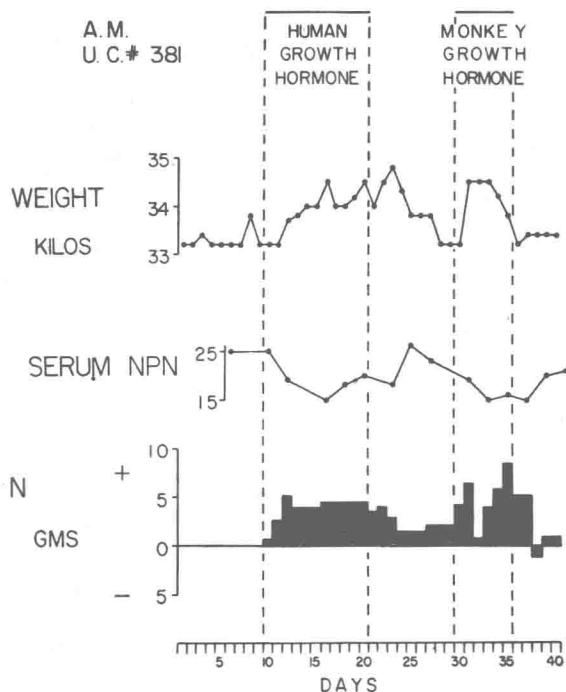 A.M.
U.C.# 381
HUMAN
GROWTH
HORMONE
MONKEY
GROWTH
HORMONE
WEIGHT
KILOS
35
34
33
SERUM NPN
25
15
N
GMS
+
−
10
5
0
5
5 10 15 20 25 30 35 40
DAYS